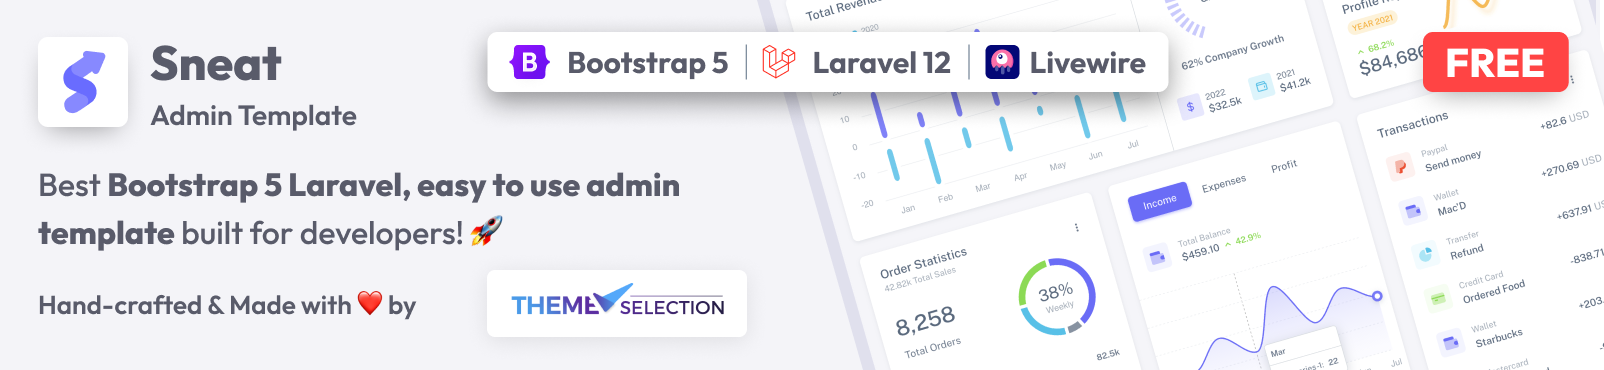 Sneat
Admin Template
Bootstrap 5
Laravel 12
Livewire
FREE
Best Bootstrap 5 Laravel, easy to use admin
template built for developers! 🚀
Hand-crafted & Made with ❤️ by
THEME SELECTION
Total Revenue
2020
10
0
-10
-20
Jan
Feb
Mar
Apr
May
Jun
Jul
62% Company Growth
$
2022
$32.5k
2021
$41.2k
YEAR 2021
68.2%
$84,686
Order Statistics
42.82k Total Sales
8,258
Total Orders
38%
Weekly
82.5k
Income
Expenses
Profit
Total Balance
$459.10
42.9%
Mar
22
Jul
Transactions
Paypal
Send money
+82.6 USD
Wallet
Mac'D
+270.69 USD
Transfer
Refund
+637.91
Credit Card
Ordered Food
-838.71
Wallet
Starbucks
+203.